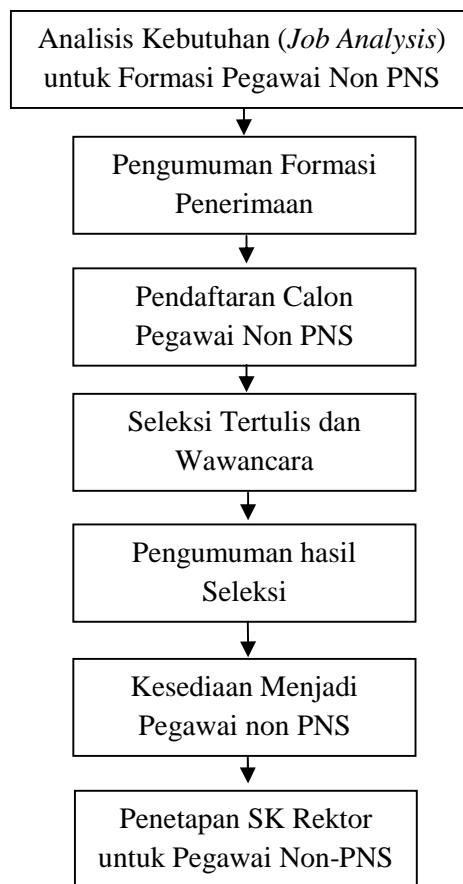 Analisis Kebutuhan (Job Analysis)
untuk Formasi Pegawai Non PNS
Pengumuman Formasi
Penerimaan
Pendaftaran Calon
Pegawai Non PNS
Seleksi Tertulis dan
Wawancara
Pengumuman hasil
Seleksi
Kesediaan Menjadi
Pegawai non PNS
Penetapan SK Rektor
untuk Pegawai Non-PNS